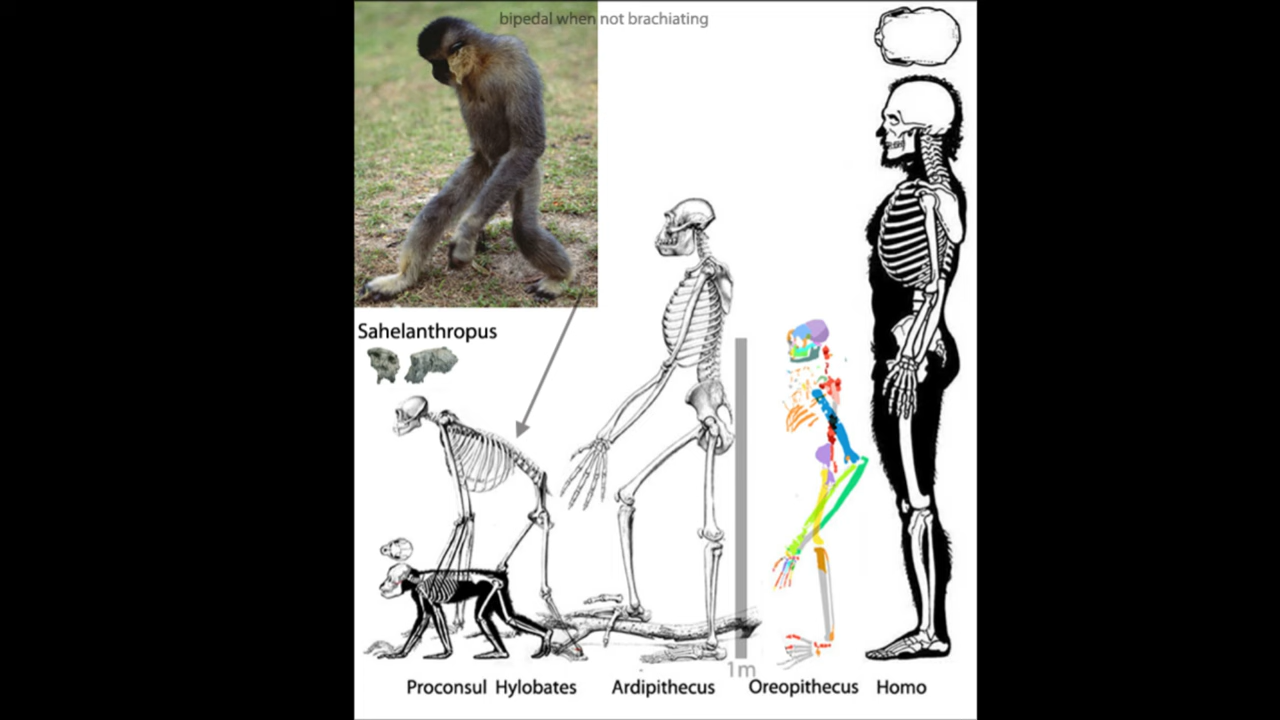 bipedal when not brachiating
Sahelanthropus
1m
Proconsul Hylobates Ardipithecus Oreopithecus Homo